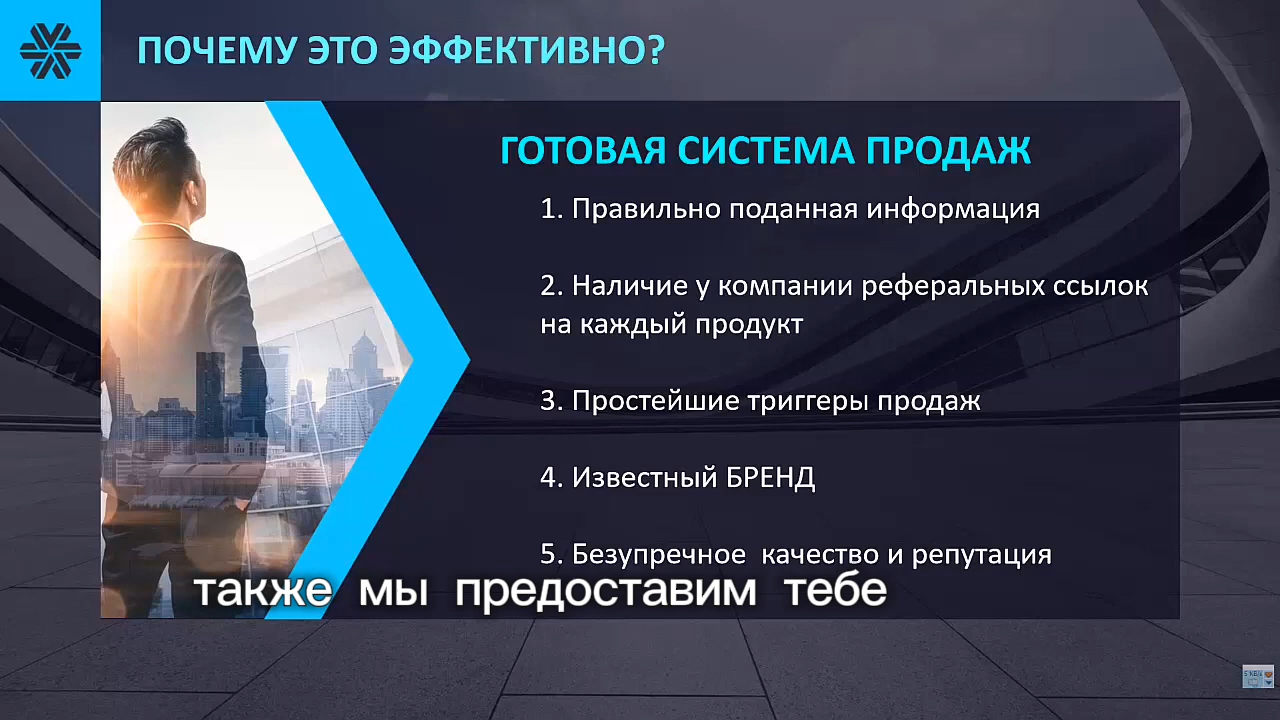 ПОЧЕМУ ЭТО ЭФФЕКТИВНО?
ГОТОВАЯ СИСТЕМА ПРОДАЖ
1. Правильно поданная информация
2. Наличие у компании реферальных ссылок
на каждый продукт
3. Простейшие триггеры продаж
4. Известный БРЕНД
5. Безупречное качество и репутация
также мы предоставим тебе